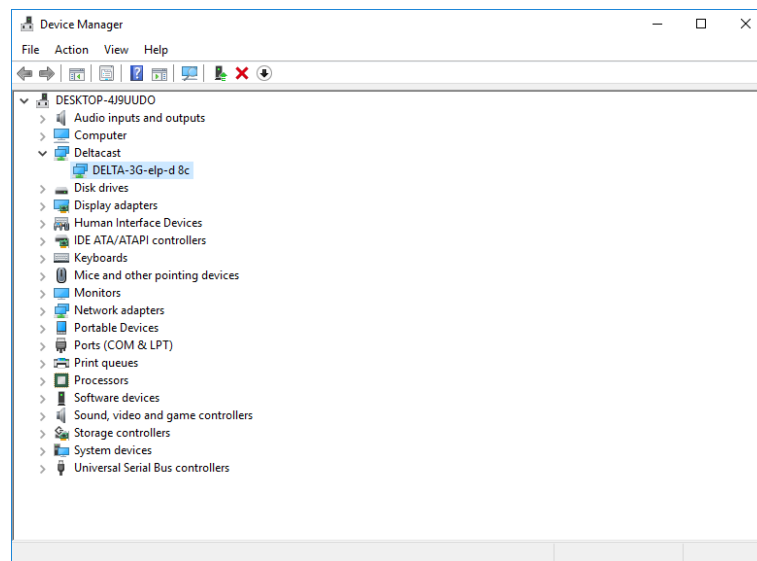 Device Manager
File Action View Help
DESKTOP-4J9UUDO
Audio inputs and outputs
Computer
Deltacast
DELTA-3G-elp-d 8c
Disk drives
Display adapters
Human Interface Devices
IDE ATA/ATAPI controllers
Keyboards
Mice and other pointing devices
Monitors
Network adapters
Portable Devices
Ports (COM & LPT)
Print queues
Processors
Software devices
Sound, video and game controllers
Storage controllers
System devices
Universal Serial Bus controllers